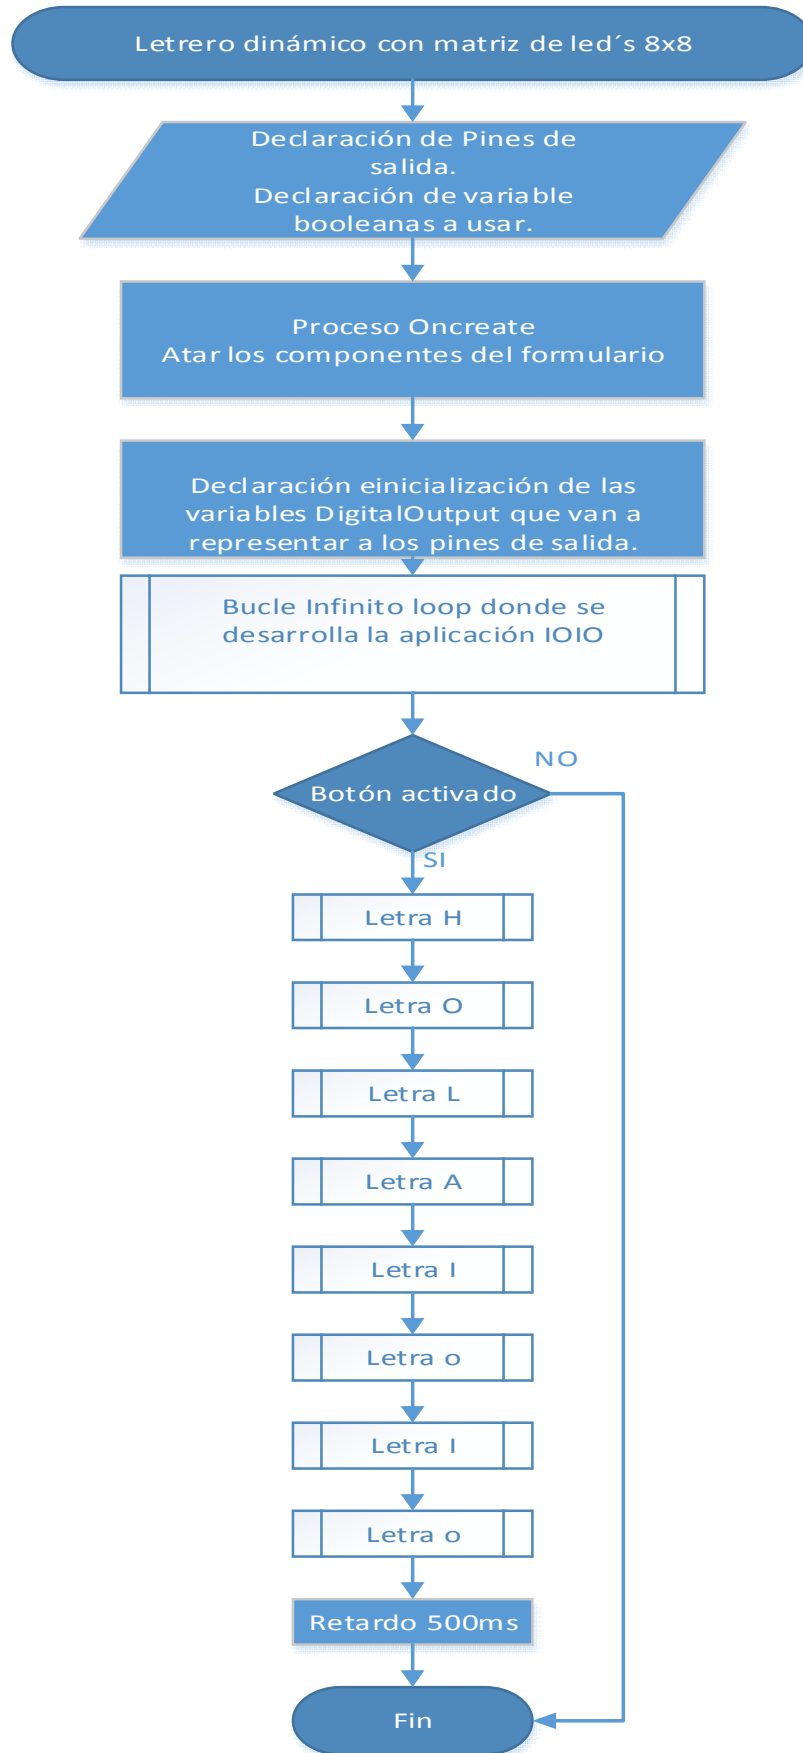 Letrero dinámico con matriz de led´s 8x8
Declaración de Pines de
salida.
Declaración de variable
booleanas a usar.
Proceso Oncreate
Atar los componentes del formulario
Declaración einicialización de las
variables DigitalOutput que van a
representar a los pines de salida.
Bucle Infinito loop donde se
desarrolla la aplicación IOIO
NO
Botón activado
SI
Letra H
Letra O
Letra L
Letra A
Letra I
Letra o
Letra I
Letra o
Retardo 500ms
Fin